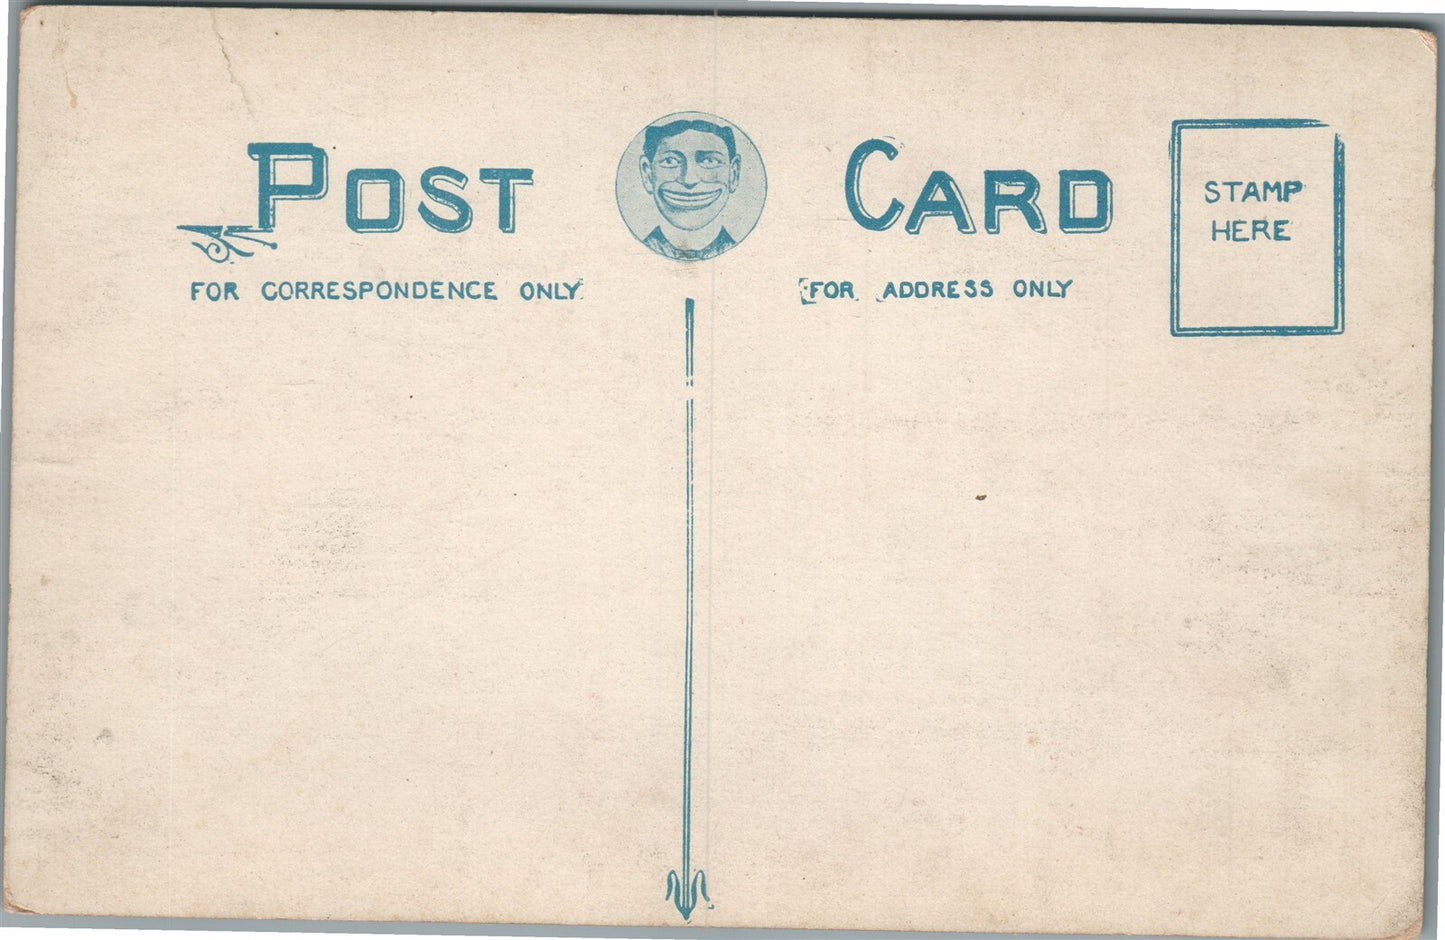 POST CARD
STAMP
HERE
FOR CORRESPONDENCE ONLY.
FOR ADDRESS ONLY